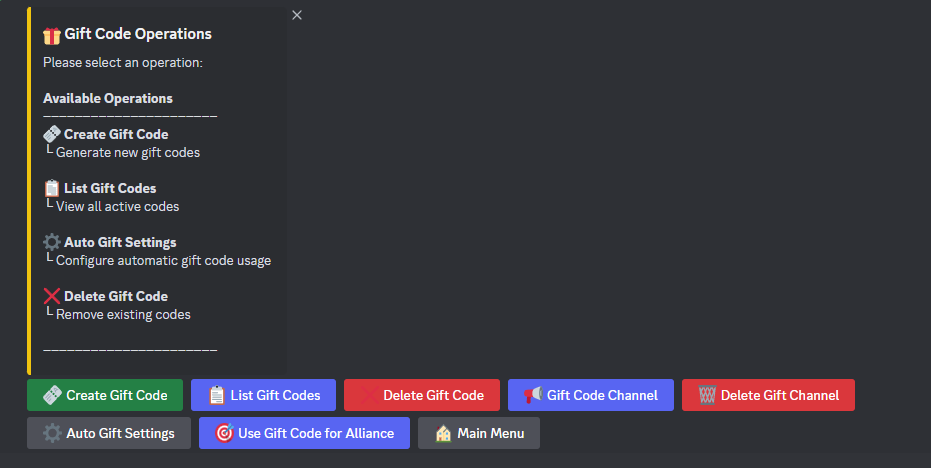 Gift Code Operations
Please select an operation:
Available Operations
Create Gift Code
└ Generate new gift codes
List Gift Codes
└ View all active codes
Auto Gift Settings
└ Configure automatic gift code usage
Delete Gift Code
└ Remove existing codes
Create Gift Code List Gift Codes Delete Gift Code Gift Code Channel Delete Gift Channel
Auto Gift Settings Use Gift Code for Alliance Main Menu